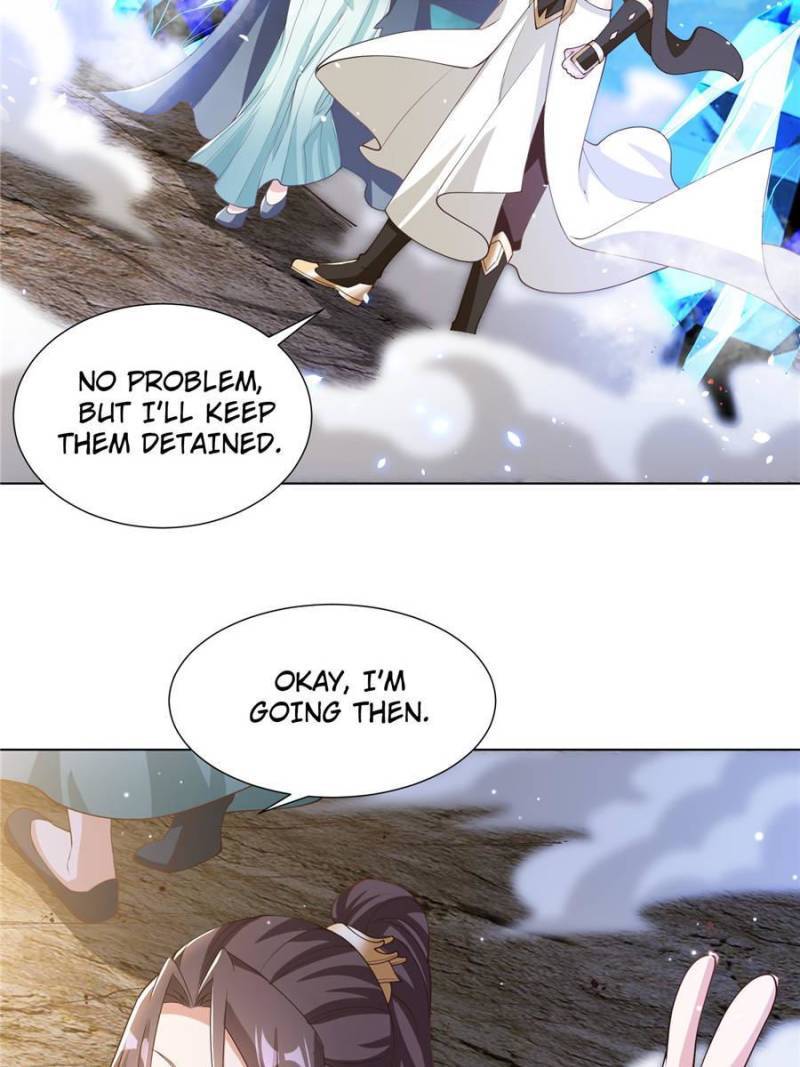 NO PROBLEM,
BUT I'LL KEEP
THEM DETAINED.
OKAY, I'M
GOING THEN.